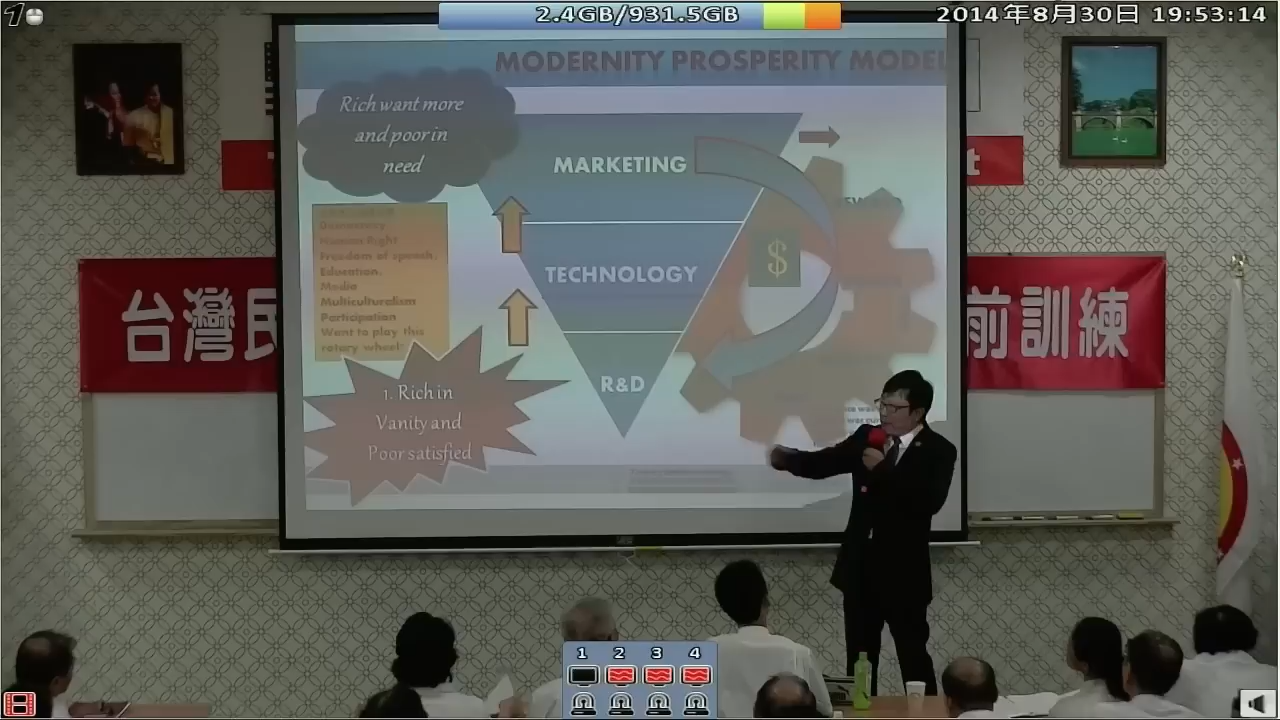 2.4GB/931.5GB
2014年8月30日 19:53:14
MODERNITY PROSPERITY MODEL
Rich want more
and poor in
need
MARKETING
Democracy
Human Right
Freedom of speech,
Education,
Media
Multiculturalism
Participation
Want to play this
rotary wheel?
$
TECHNOLOGY
R&D
1. Rich in
Vanity and
Poor satisfied
t
台灣民
前訓練
1 2 3 4